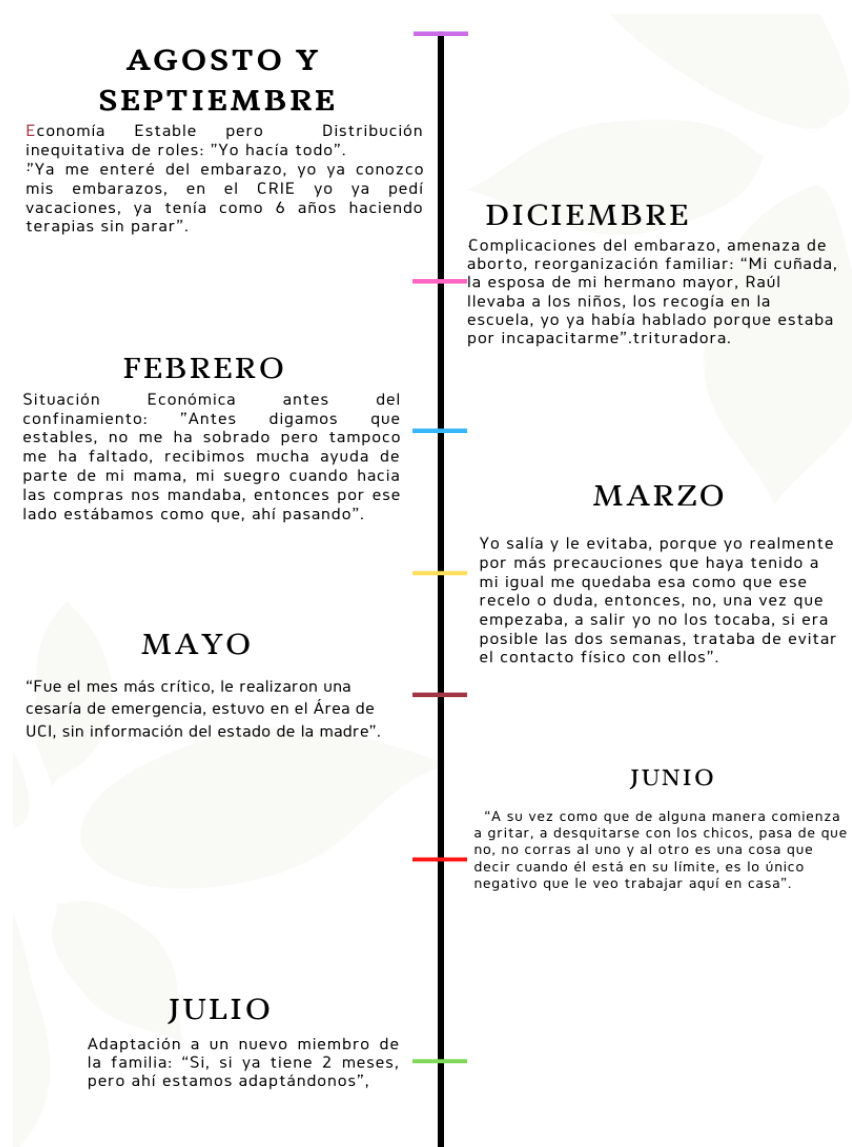 AGOSTO Y
SEPTIEMBRE
Economía Estable pero Distribución
inequitativa de roles: "Yo hacía todo".
."Ya me enteré del embarazo, yo ya conozco
mis embarazos, en el CRIE yo ya pedí
vacaciones, ya tenía como 6 años haciendo
terapias sin parar".
DICIEMBRE
Complicaciones del embarazo, amenaza de
aborto, reorganización familiar: “Mi cuñada,
la esposa de mi hermano mayor, Raúl
llevaba a los niños, los recogía en la
escuela, yo ya había hablado porque estaba
por incapacitarme”.trituradora.
FEBRERO
Situación Económica antes del
confinamiento: ”Antes digamos que
estables, no me ha sobrado pero tampoco
me ha faltado, recibimos mucha ayuda de
parte de mi mama, mi suegro cuando hacia
las compras nos mandaba, entonces por ese
lado estábamos como que, ahí pasando”.
MARZO
Yo salía y le evitaba, porque yo realmente
por más precauciones que haya tenido a
mi igual me quedaba esa como que ese
recelo o duda, entonces, no, una vez que
empezaba, a salir yo no los tocaba, si era
posible las dos semanas, trataba de evitar
el contacto físico con ellos”.
MAYO
“Fue el mes más crítico, le realizaron una
cesaría de emergencia, estuvo en el Área de
UCI, sin información del estado de la madre”.
JUNIO
“A su vez como que de alguna manera comienza
a gritar, a desquitarse con los chicos, pasa de que
no, no corras al uno y al otro es una cosa que
decir cuando él está en su límite, es lo único
negativo que le veo trabajar aquí en casa”.
JULIO
Adaptación a un nuevo miembro de
la familia: “Si, si ya tiene 2 meses,
pero ahí estamos adaptándonos”,